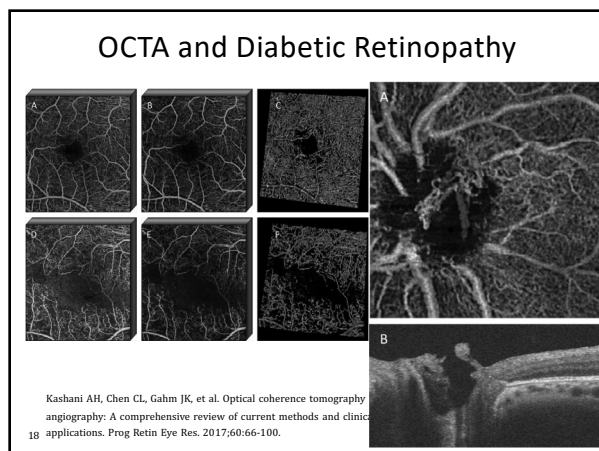 OCTA and Diabetic Retinopathy
A
B
C
D
E
F
A
B
Kashani AH, Chen CL, Gahm JK, et al. Optical coherence tomography
angiography: A comprehensive review of current methods and clinica
applications. Prog Retin Eye Res. 2017;60:66-100.
18